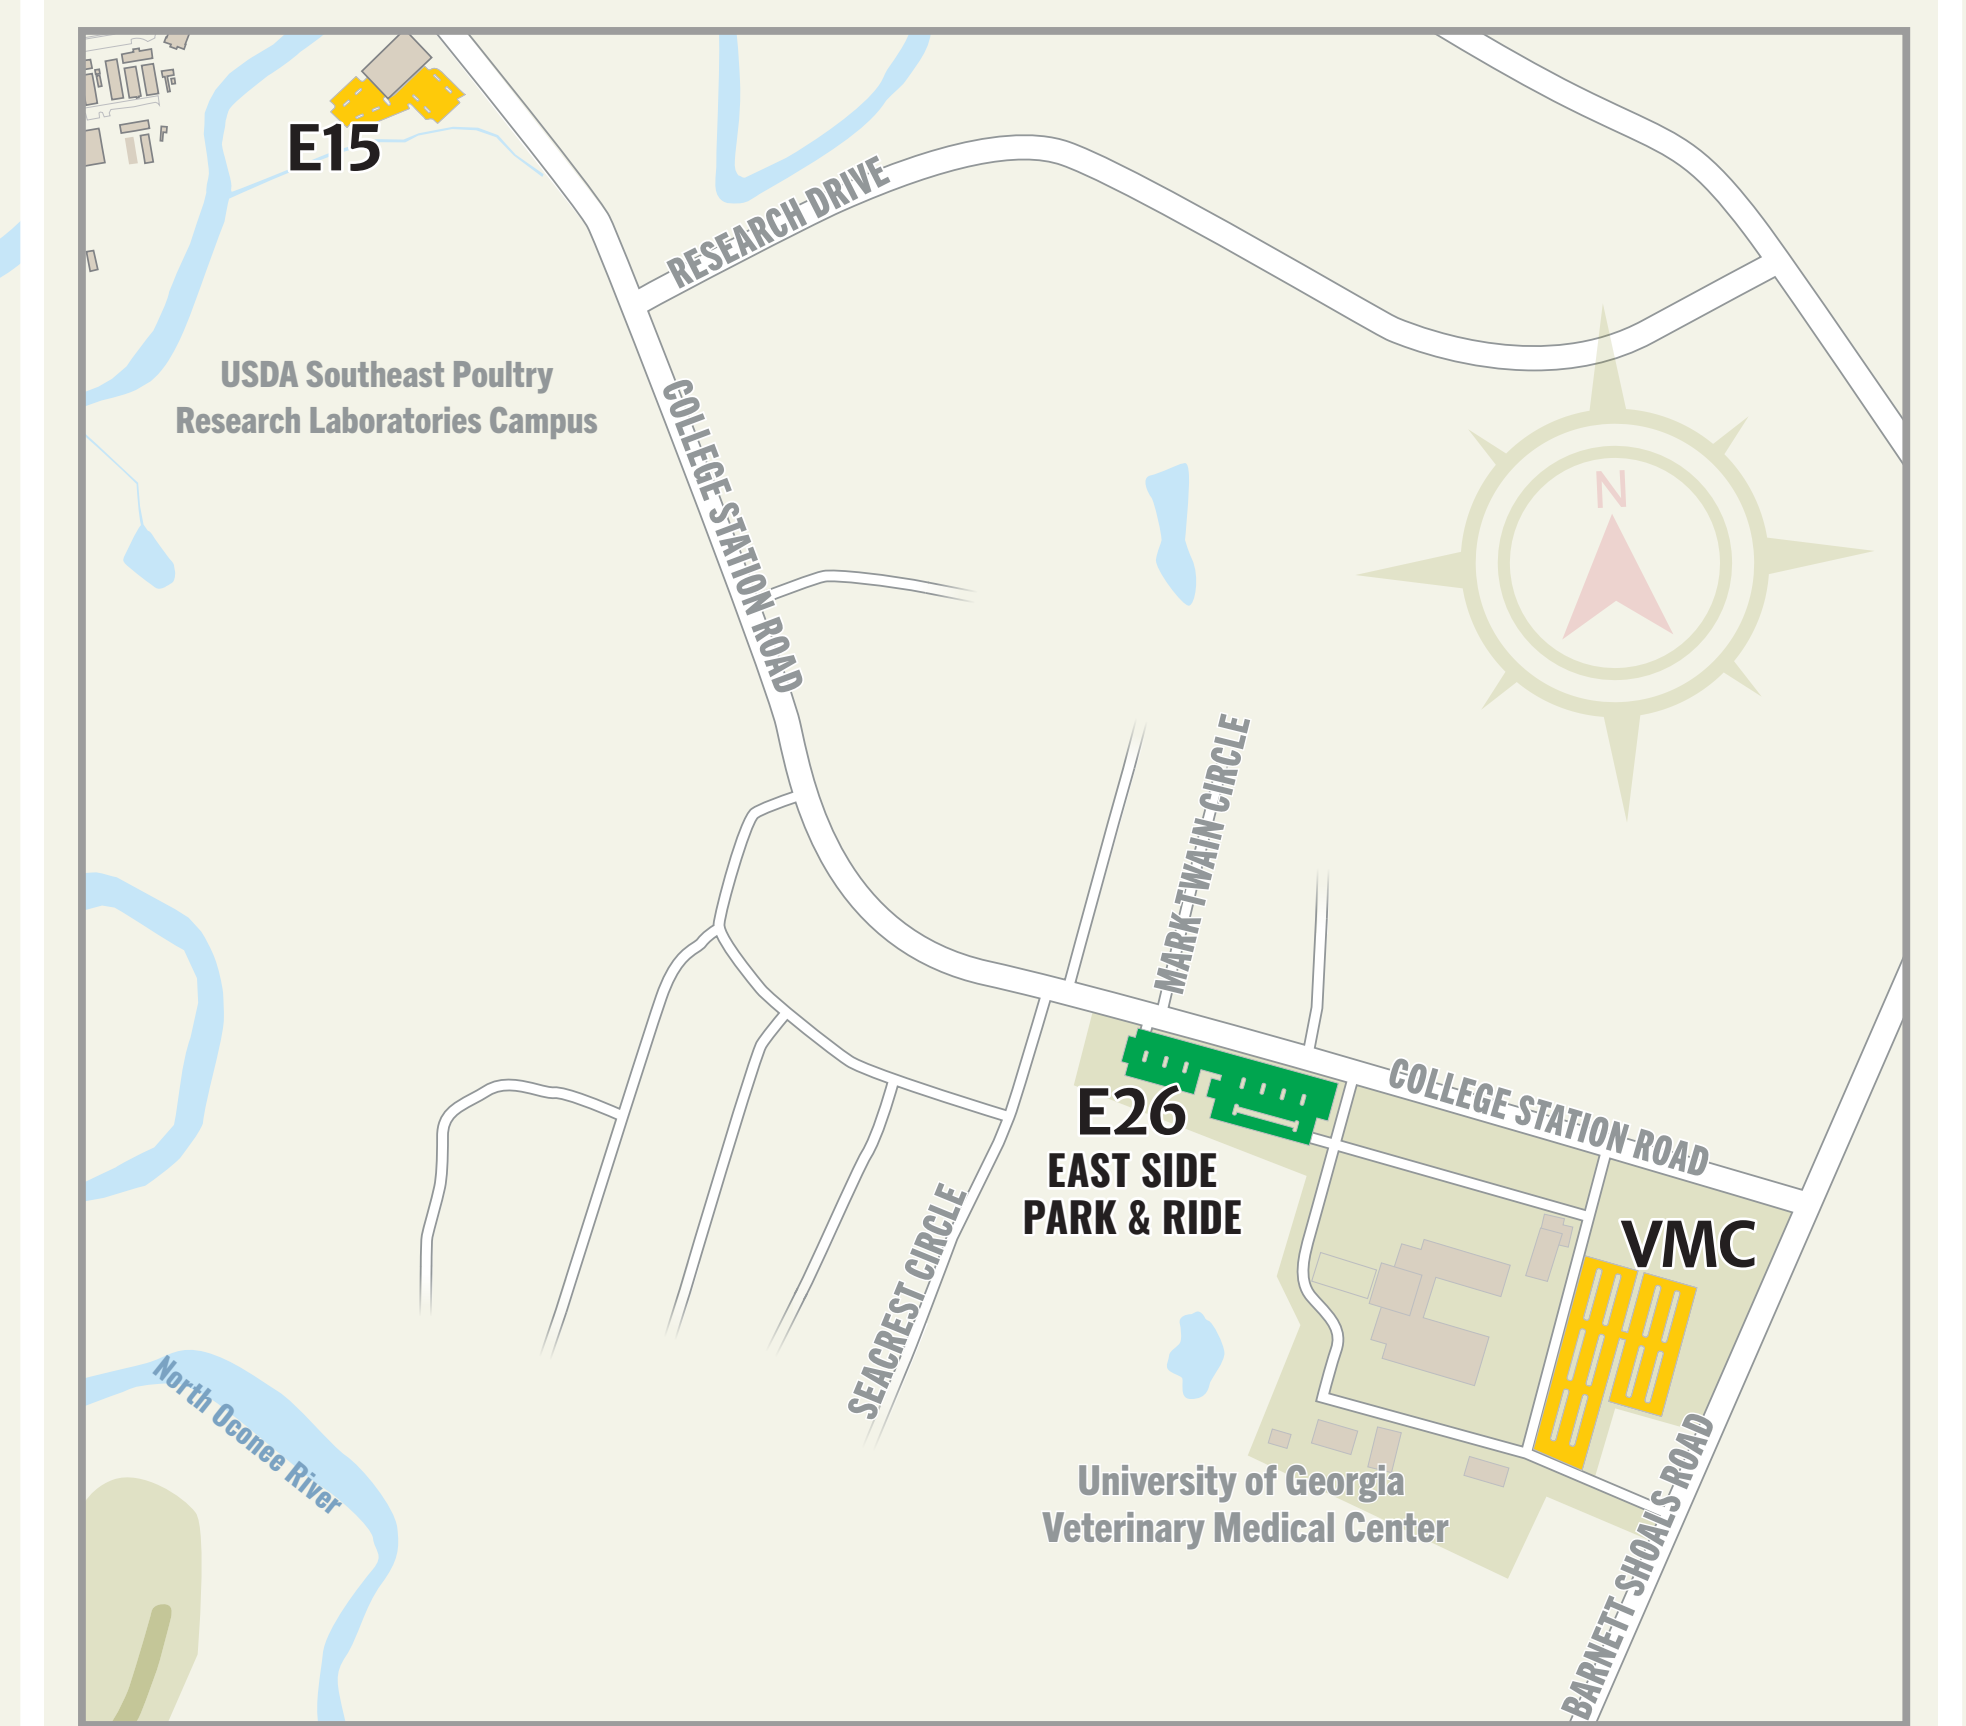 E15
RESEARCH DRIVE
USDA Southeast Poultry
Research Laboratories Campus
COLLEGE STATION ROAD
N
MARK TWAIN CIRCLE
COLLEGE STATION ROAD
E26
EAST SIDE
PARK & RIDE
SEACREST CIRCLE
VMC
North Oconee River
University of Georgia
Veterinary Medical Center
BARNETT SHOALS ROAD